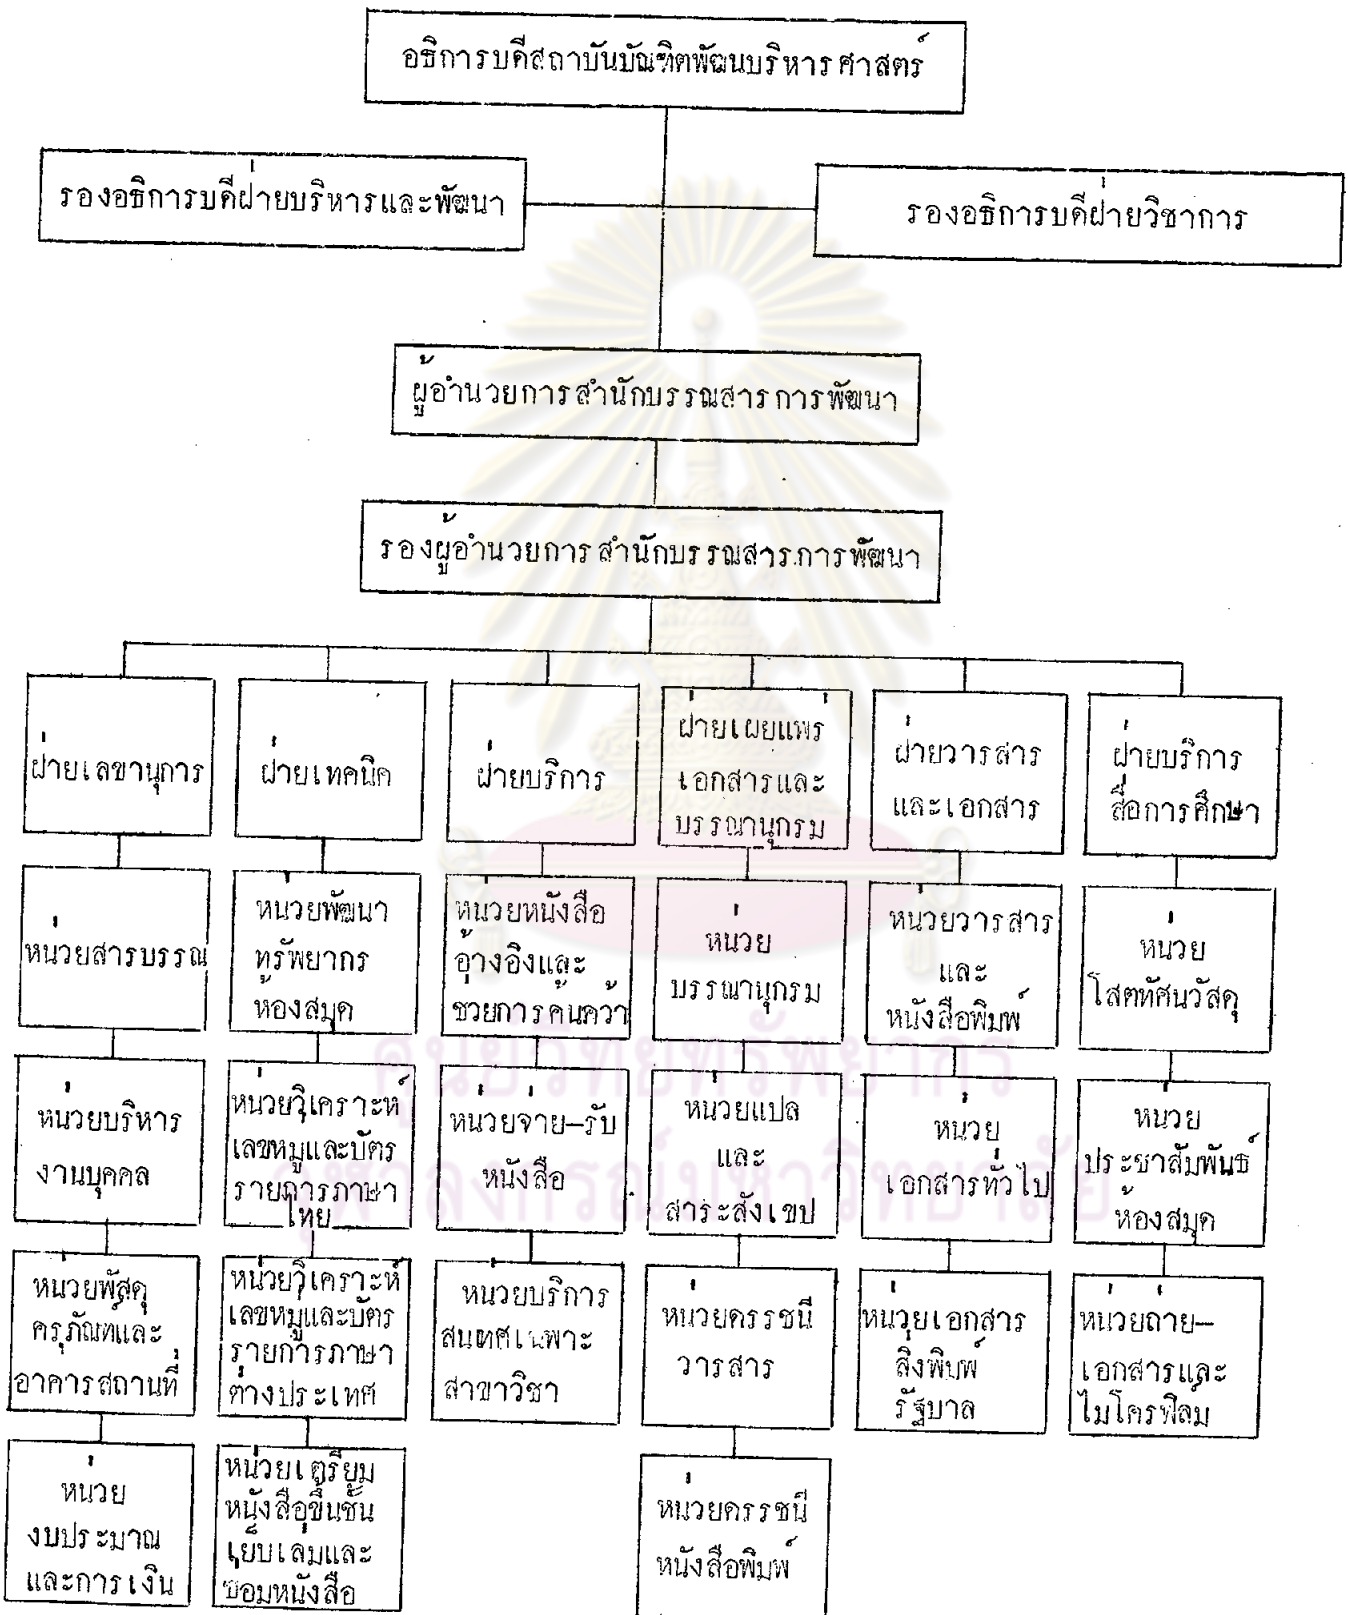 อธิการบดีสถาบันบัณฑิตพัฒนบริหารศาสตร์
รองอธิการบดีฝ่ายบริหารและพัฒนา
รองอธิการบดีฝ่ายวิชาการ
ผู้อำนวยการสำนักบรรณสารการพัฒนา
รองผู้อำนวยการสำนักบรรณสารการพัฒนา
ฝ่ายเลขานุการ
หน่วยสารบรรณ
หน่วยบริหาร
งานบุคคล
หน่วยพัสดุ
ครุภัณฑ์และ
อาคารสถานที่
หน่วย
งบประมาณ
และการเงิน
ฝ่ายเทคนิค
หน่วยพัฒนา
ทรัพยากร
ห้องสมุด
หน่วยวิเคราะห์
เลขหมู่และบัตร
รายการภาษา
ไทย
หน่วยวิเคราะห์
เลขหมู่และบัตร
รายการภาษา
ต่างประเทศ
หน่วยเตรียม
หนังสือขึ้นชั้น
เย็บเล่มและ
ซ่อมหนังสือ
ฝ่ายบริการ
หน่วยหนังสือ
อ้างอิงและ
ช่วยการค้นคว้า
หน่วยจ่าย-รับ
หนังสือ
หน่วยบริการ
สนเทศเฉพาะ
สาขาวิชา
ฝ่ายเผยแพร่
เอกสารและ
บรรณานุกรม
หน่วย
บรรณานุกรม
หน่วยแปล
และ
สาระสังเขป
หน่วยดรรชนี
วารสาร
หน่วยดรรชนี
หนังสือพิมพ์
ฝ่ายวารสาร
และเอกสาร
หน่วยวารสาร
และ
หนังสือพิมพ์
หน่วย
เอกสารทั่วไป
หน่วยเอกสาร
สิ่งพิมพ์
รัฐบาล
ฝ่ายบริการ
สื่อการศึกษา
หน่วย
โสตทัศนวัสดุ
หน่วย
ประชาสัมพันธ์
ห้องสมุด
หน่วยถ่าย-
เอกสารและ
ไมโครฟิล์ม
ศูนย์วิทยทรัพยากร
จุฬาลงกรณ์มหาวิทยาลัย